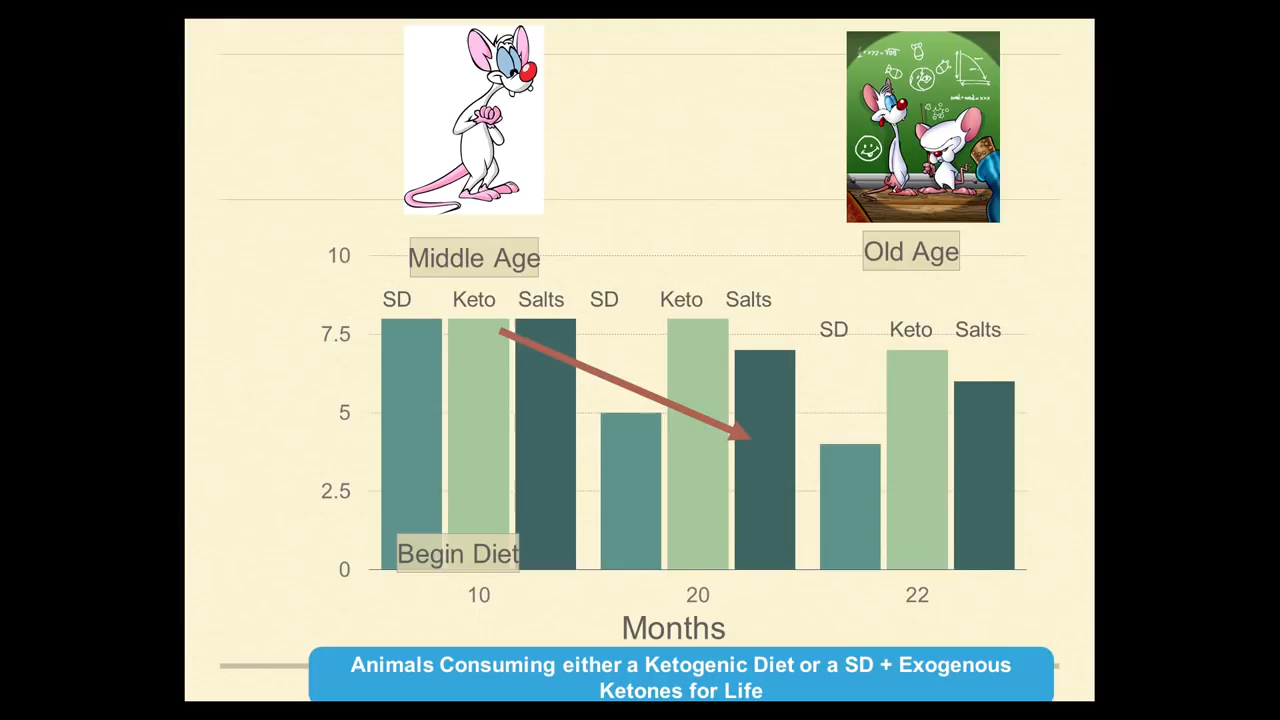 Middle Age
Old Age
10
SD Keto Salts SD Keto Salts
SD Keto Salts
7.5
5
2.5
Begin Diet
0
10 20 22
Months
Animals Consuming either a Ketogenic Diet or a SD + Exogenous
Ketones for Life